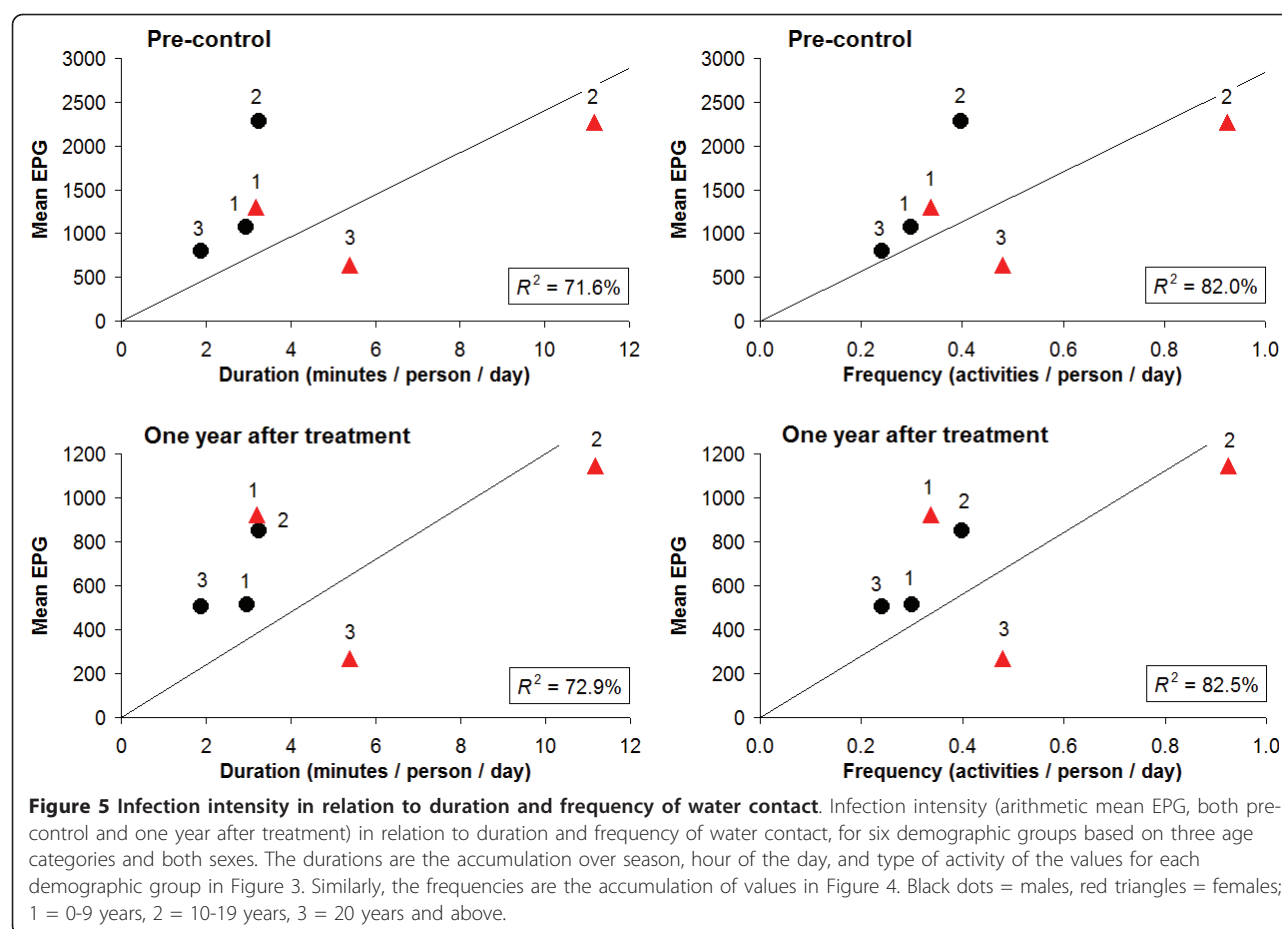 Pre-control
3000
2500
2000
1500
1000
500
0
Mean EPG
2
2
1
1
3
3
R² = 71.6%
0 2 4 6 8 10 12
Duration (minutes / person / day)
Pre-control
3000
2500
2000
1500
1000
500
0
Mean EPG
2
2
1
1
3
3
R² = 82.0%
0.0 0.2 0.4 0.6 0.8 1.0
Frequency (activities / person / day)
One year after treatment
1200
1000
800
600
400
200
0
Mean EPG
2
1
2
3
1
3
R² = 72.9%
0 2 4 6 8 10 12
Duration (minutes / person / day)
One year after treatment
1200
1000
800
600
400
200
0
Mean EPG
2
1
2
3
1
3
R² = 82.5%
0.0 0.2 0.4 0.6 0.8 1.0
Frequency (activities / person / day)
Figure 5 Infection intensity in relation to duration and frequency of water contact. Infection intensity (arithmetic mean EPG, both pre-
control and one year after treatment) in relation to duration and frequency of water contact, for six demographic groups based on three age
categories and both sexes. The durations are the accumulation over season, hour of the day, and type of activity of the values for each
demographic group in Figure 3. Similarly, the frequencies are the accumulation of values in Figure 4. Black dots = males, red triangles = females;
1 = 0-9 years, 2 = 10-19 years, 3 = 20 years and above.